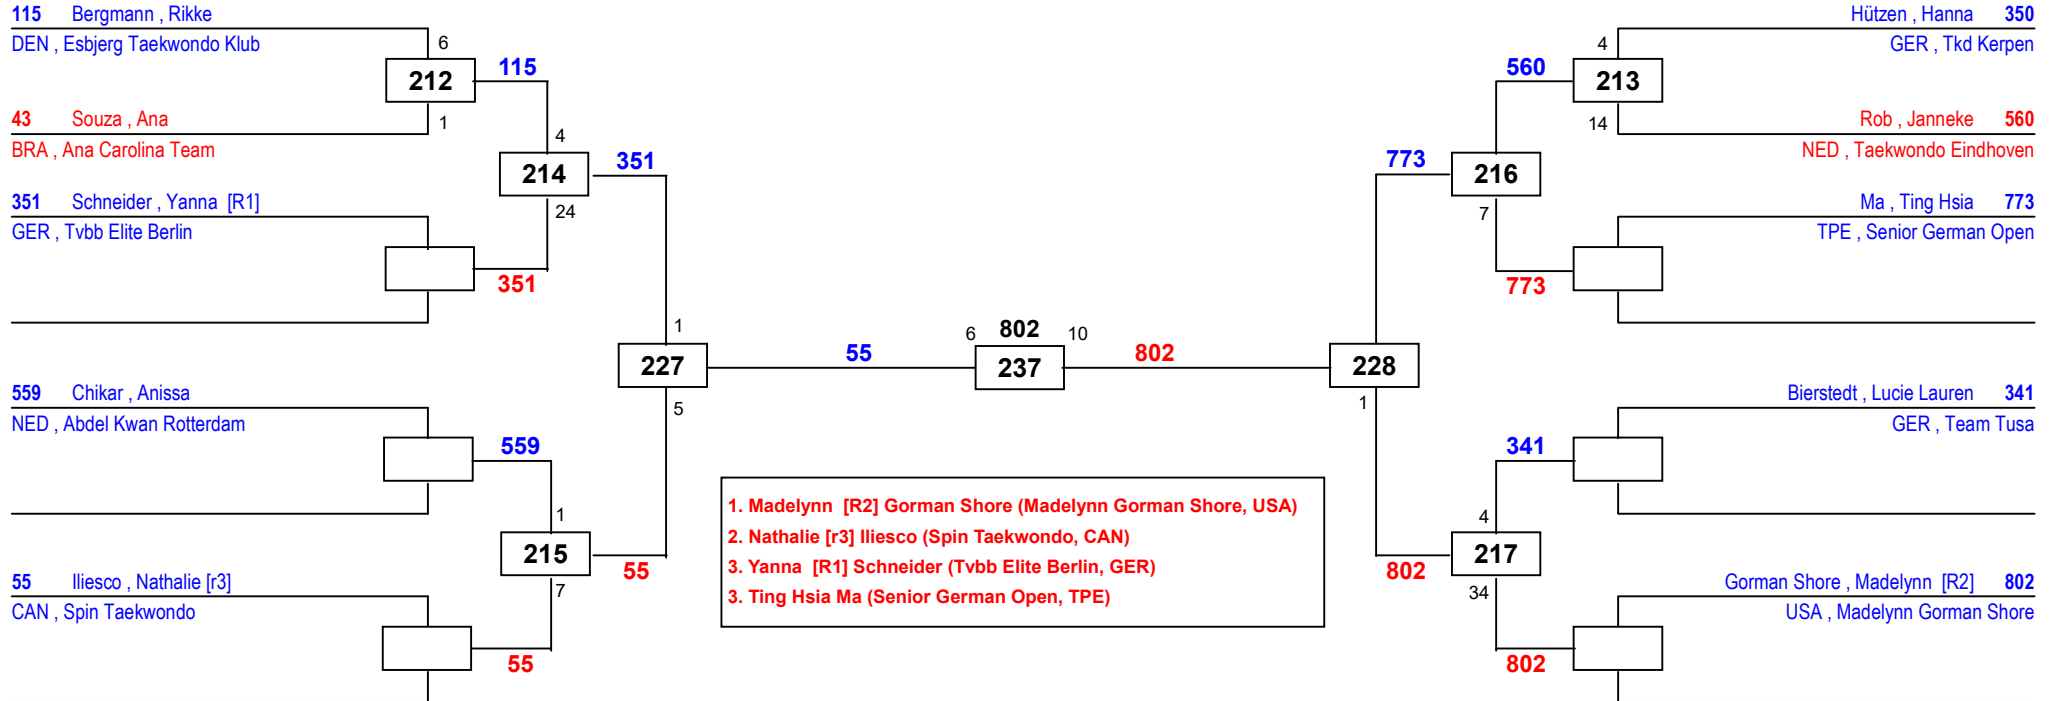 115 Bergmann , Rikke
DEN , Esbjerg Taekwondo Klub
6
212
115
1
43 Souza , Ana
BRA , Ana Carolina Team
4
214
351
24
351 Schneider , Yanna [R1]
GER , Tvbb Elite Berlin
351
1
227
5
559 Chikar , Anissa
NED , Abdel Kwan Rotterdam
559
1
215
55
7
55 Iliesco , Nathalie [r3]
CAN , Spin Taekwondo
55
55
6 802 10
237
802
1. Madelynn [R2] Gorman Shore (Madelynn Gorman Shore, USA)
2. Nathalie [r3] Iliesco (Spin Taekwondo, CAN)
3. Yanna [R1] Schneider (Tvbb Elite Berlin, GER)
3. Ting Hsia Ma (Senior German Open, TPE)
Hützen , Hanna 350
GER , Tkd Kerpen
4
560
213
14
Rob , Janneke 560
NED , Taekwondo Eindhoven
773
216
7
Ma , Ting Hsia 773
TPE , Senior German Open
773
228
1
Bierstedt , Lucie Lauren 341
GER , Team Tusa
341
4
217
802
34
Gorman Shore , Madelynn [R2] 802
USA , Madelynn Gorman Shore
802